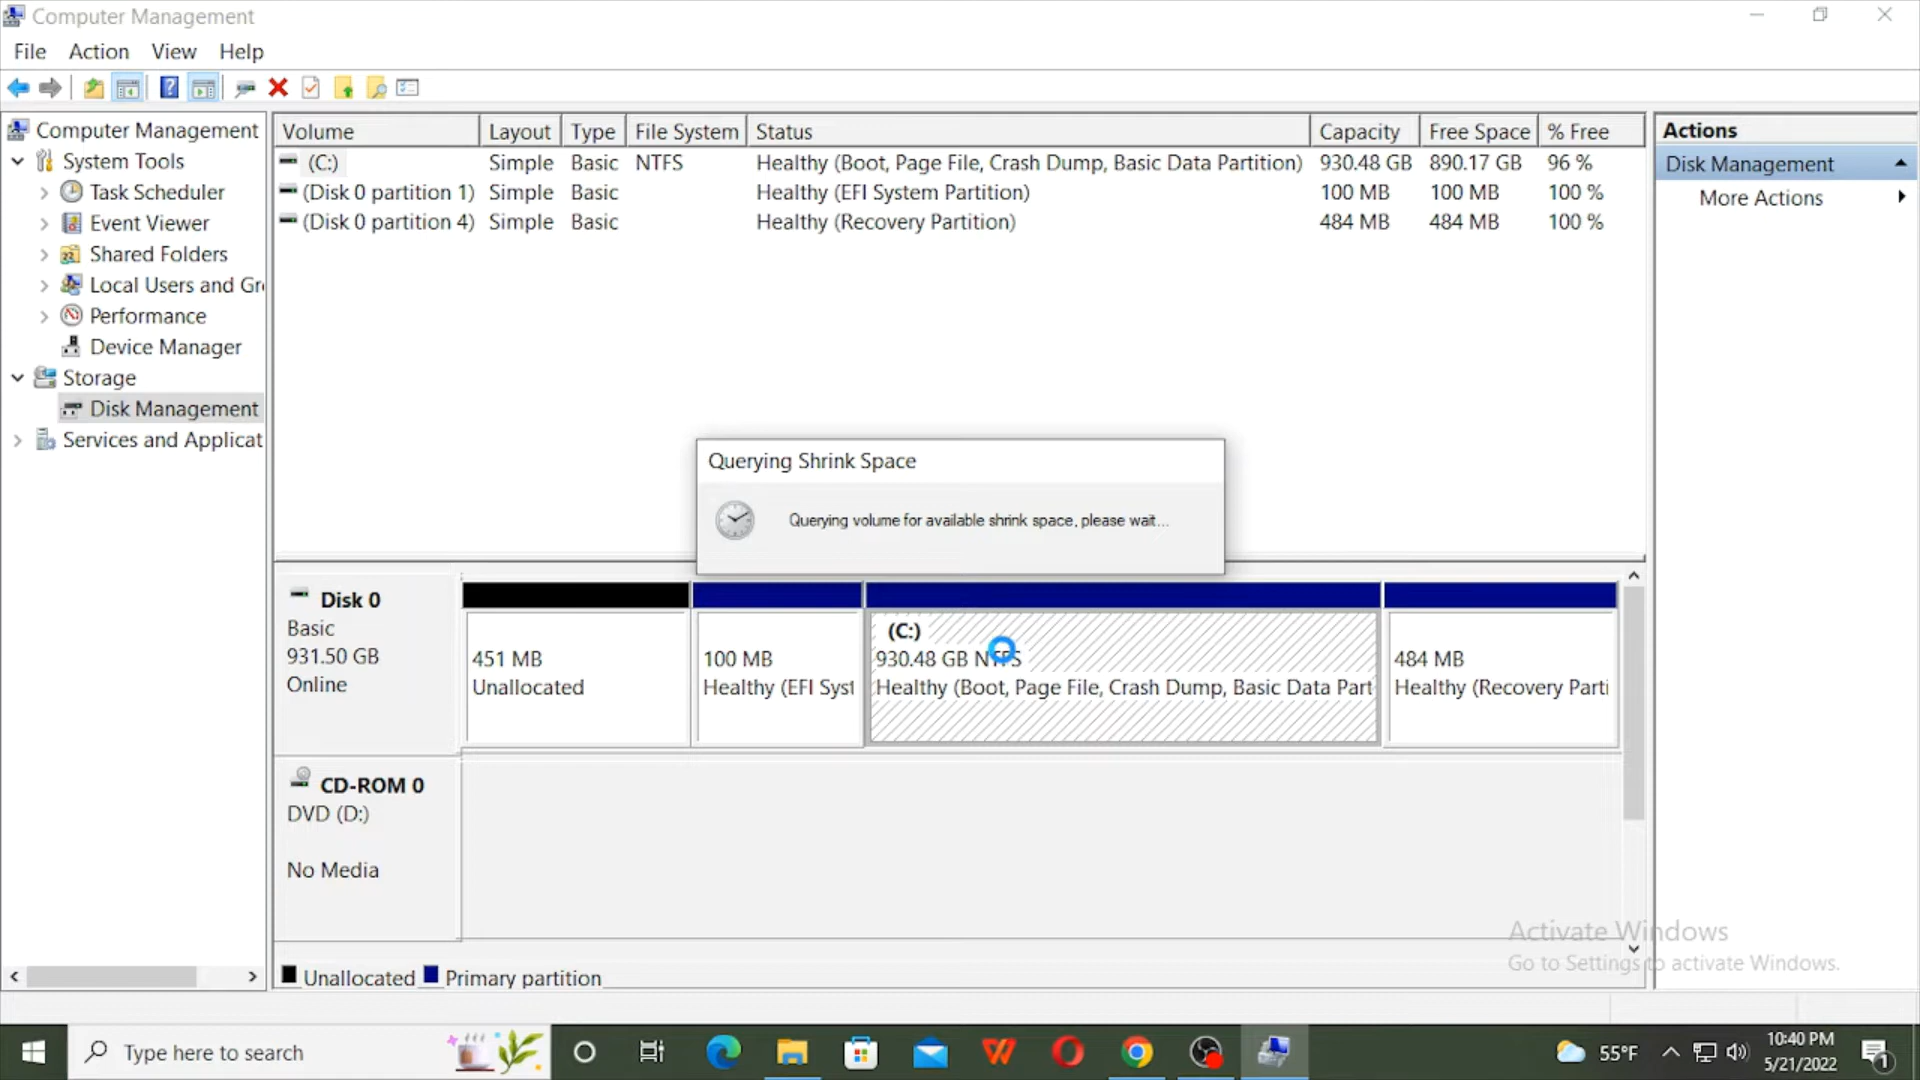 Computer Management
File Action View Help
Computer Management
System Tools
Task Scheduler
Event Viewer
Shared Folders
Local Users and Gr
Performance
Device Manager
Storage
Disk Management
Services and Applicat
Volume Layout Type File System Status Capacity Free Space % Free
(C:) Simple Basic NTFS Healthy (Boot, Page File, Crash Dump, Basic Data Partition) 930.48 GB 890.17 GB 96 %
(Disk 0 partition 1) Simple Basic Healthy (EFI System Partition) 100 MB 100 MB 100 %
(Disk 0 partition 4) Simple Basic Healthy (Recovery Partition) 484 MB 484 MB 100 %
Actions
Disk Management
More Actions
Querying Shrink Space
Querying volume for available shrink space, please wait...
Disk 0
Basic
931.50 GB
Online
451 MB
Unallocated
100 MB
Healthy (EFI Syst
(C:)
930.48 GB NTFS
Healthy (Boot, Page File, Crash Dump, Basic Data Part
484 MB
Healthy (Recovery Parti
CD-ROM 0
DVD (D:)
No Media
Unallocated Primary partition
Activate Windows
Go to Settings to activate Windows.
Type here to search
55°F
10:40 PM
5/21/2022
1